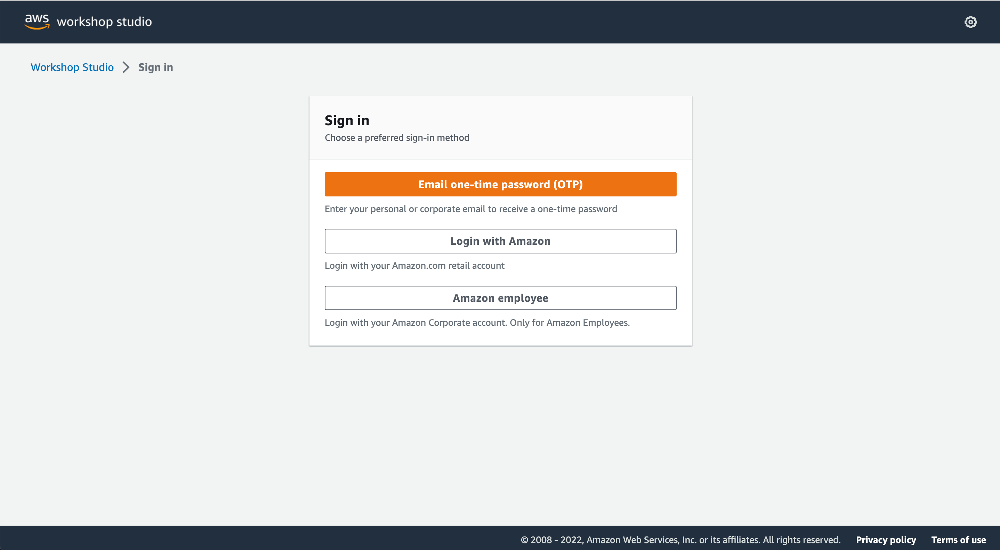 aws workshop studio
Workshop Studio > Sign in
Sign in
Choose a preferred sign-in method
Email one-time password (OTP)
Enter your personal or corporate email to receive a one-time password
Login with Amazon
Login with your Amazon.com retail account
Amazon employee
Login with your Amazon Corporate account. Only for Amazon Employees.
© 2008 - 2022, Amazon Web Services, Inc. or its affiliates. All rights reserved. Privacy policy Terms of use